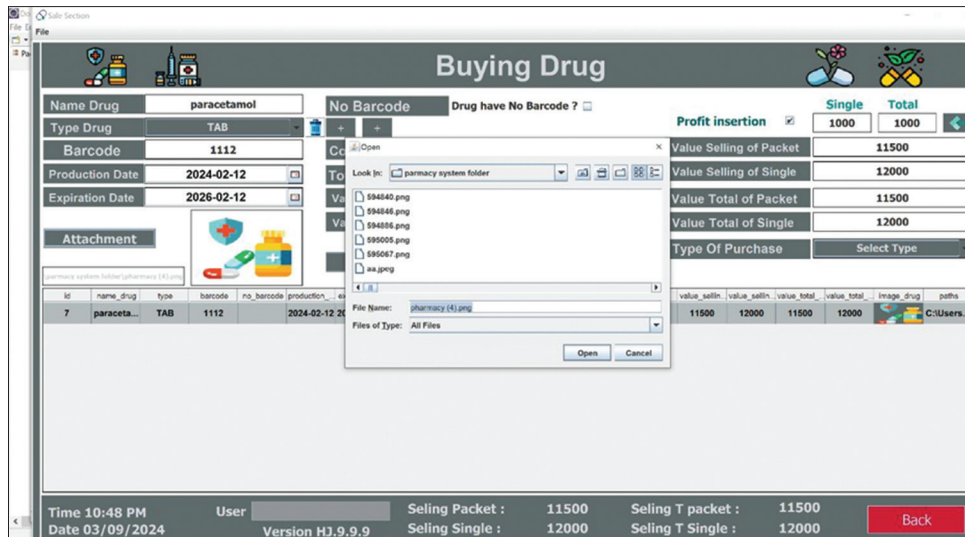 Sale Section
File
Buying Drug
Name Drug paracetamol No Barcode Drug have No Barcode ? Single Total
Type Drug TAB + + Profit insertion 1000 1000
Barcode 1112 Value Selling of Packet 11500
Production Date 2024-02-12 Value Selling of Single 12000
Expiration Date 2026-02-12 Value Total of Packet 11500
Value Total of Single 12000
Attachment Type Of Purchase Select Type
parmacy system folder\pharmacy (4).png
Open
Look In: parmacy system folder
594840.png
594846.png
594886.png
595005.png
595067.png
aa.jpeg
File Name: pharmacy (4).png
Files of Type: All Files
Open Cancel
id name_drug type barcode no_barcode production_... value_sellin... value_sellin... value_total_... value_total_... image_drug paths
7 paraceta... TAB 1112 2024-02-12 11500 12000 11500 12000 C:\Users...
Time 10:48 PM User Seling Packet : 11500 Seling T packet : 11500
Date 03/09/2024 Version HJ.9.9.9 Seling Single : 12000 Seling T Single : 12000
Back